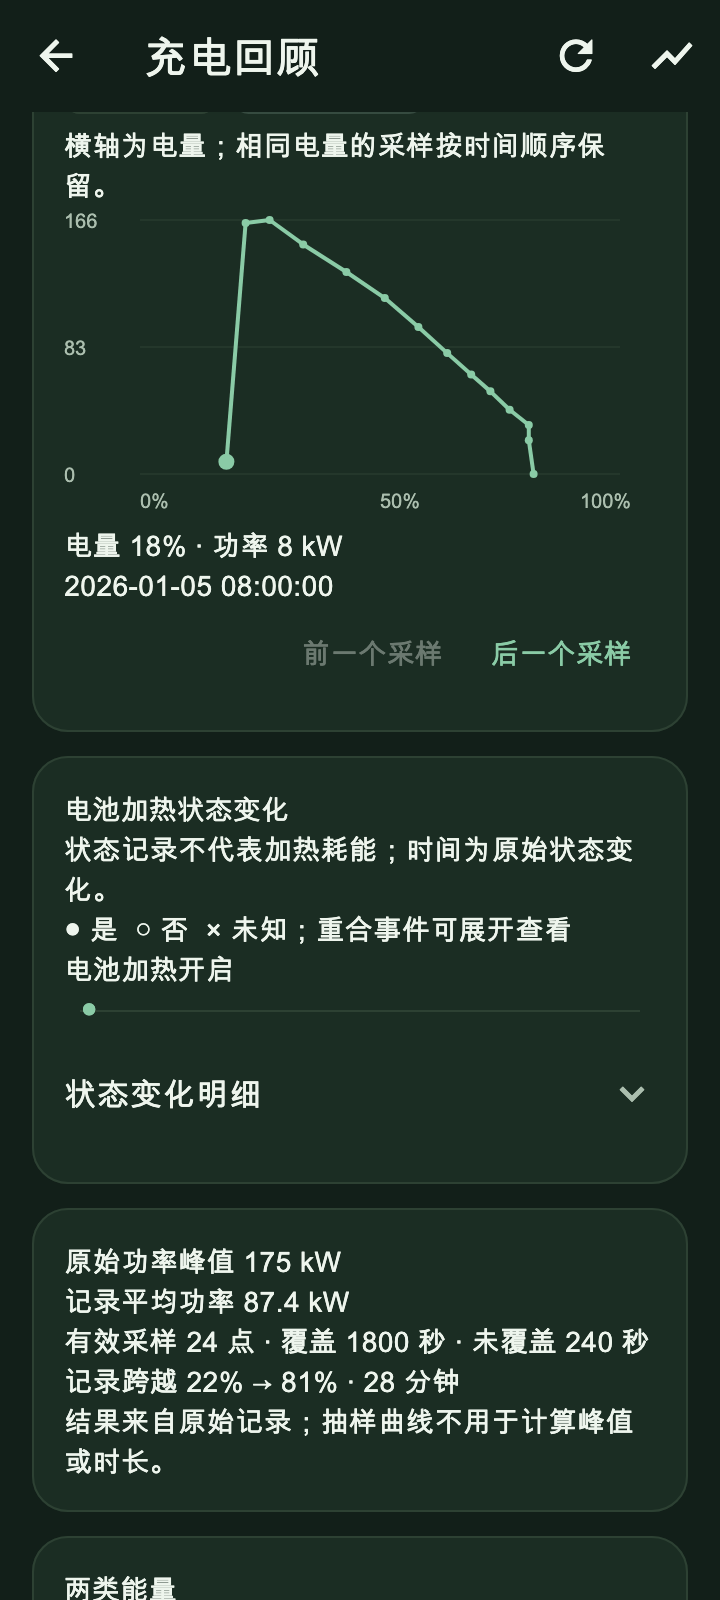 充电回顾
横轴为电量；相同电量的采样按时间顺序保
留。
166
83
0
0% 50% 100%
电量 18% · 功率 8 kW
2026-01-05 08:00:00
前一个采样 后一个采样
电池加热状态变化
状态记录不代表加热耗能；时间为原始状态变
化。
● 是 ○ 否 × 未知；重合事件可展开查看
电池加热开启
状态变化明细
原始功率峰值 175 kW
记录平均功率 87.4 kW
有效采样 24 点 · 覆盖 1800 秒 · 未覆盖 240 秒
记录跨越 22% → 81% · 28 分钟
结果来自原始记录；抽样曲线不用于计算峰值
或时长。
两类能量